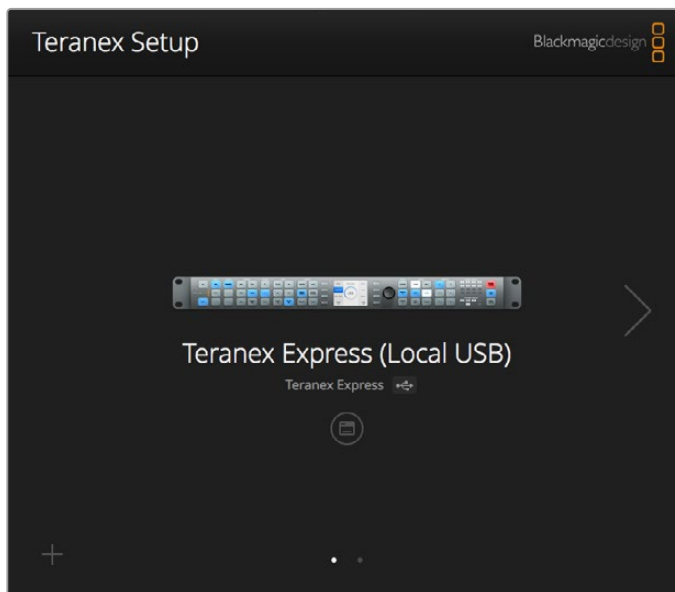 Teranex Setup
Blackmagicdesign
Teranex Express (Local USB)
Teranex Express